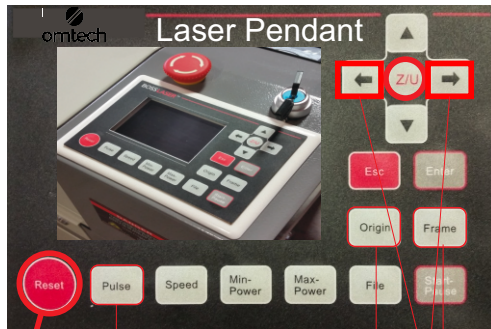 omtech
Laser Pendant
Z/U
Esc
Enter
Origin
Frame
Reset
Pulse
Speed
Min-
Power
Max-
Power
File
Start-
Pause